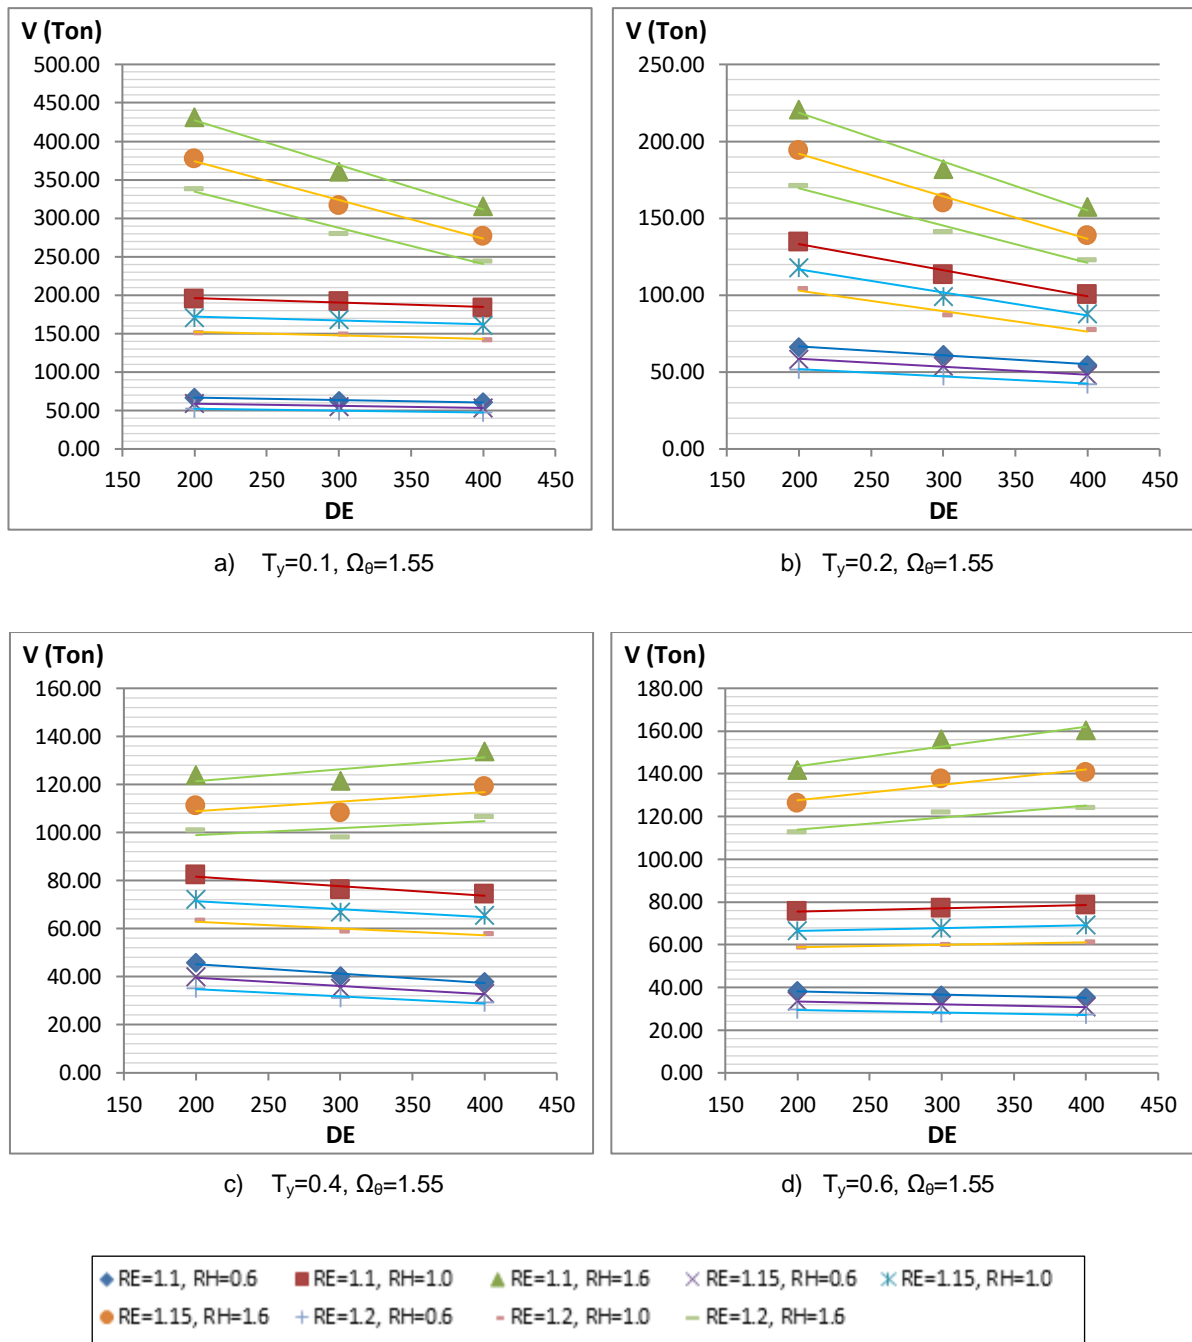 V (Ton)
500.00
450.00
400.00
350.00
300.00
250.00
200.00
150.00
100.00
50.00
0.00
150 200 250 300 350 400 450
DE
a) Ty=0.1, Ωθ=1.55
V (Ton)
250.00
200.00
150.00
100.00
50.00
0.00
150 200 250 300 350 400 450
DE
b) Ty=0.2, Ωθ=1.55
V (Ton)
160.00
140.00
120.00
100.00
80.00
60.00
40.00
20.00
0.00
150 200 250 300 350 400 450
DE
c) Ty=0.4, Ωθ=1.55
V (Ton)
180.00
160.00
140.00
120.00
100.00
80.00
60.00
40.00
20.00
0.00
150 200 250 300 350 400 450
DE
d) Ty=0.6, Ωθ=1.55
RE=1.1, RH=0.6 RE=1.1, RH=1.0 RE=1.1, RH=1.6 RE=1.15, RH=0.6 RE=1.15, RH=1.0
RE=1.15, RH=1.6 RE=1.2, RH=0.6 RE=1.2, RH=1.0 RE=1.2, RH=1.6